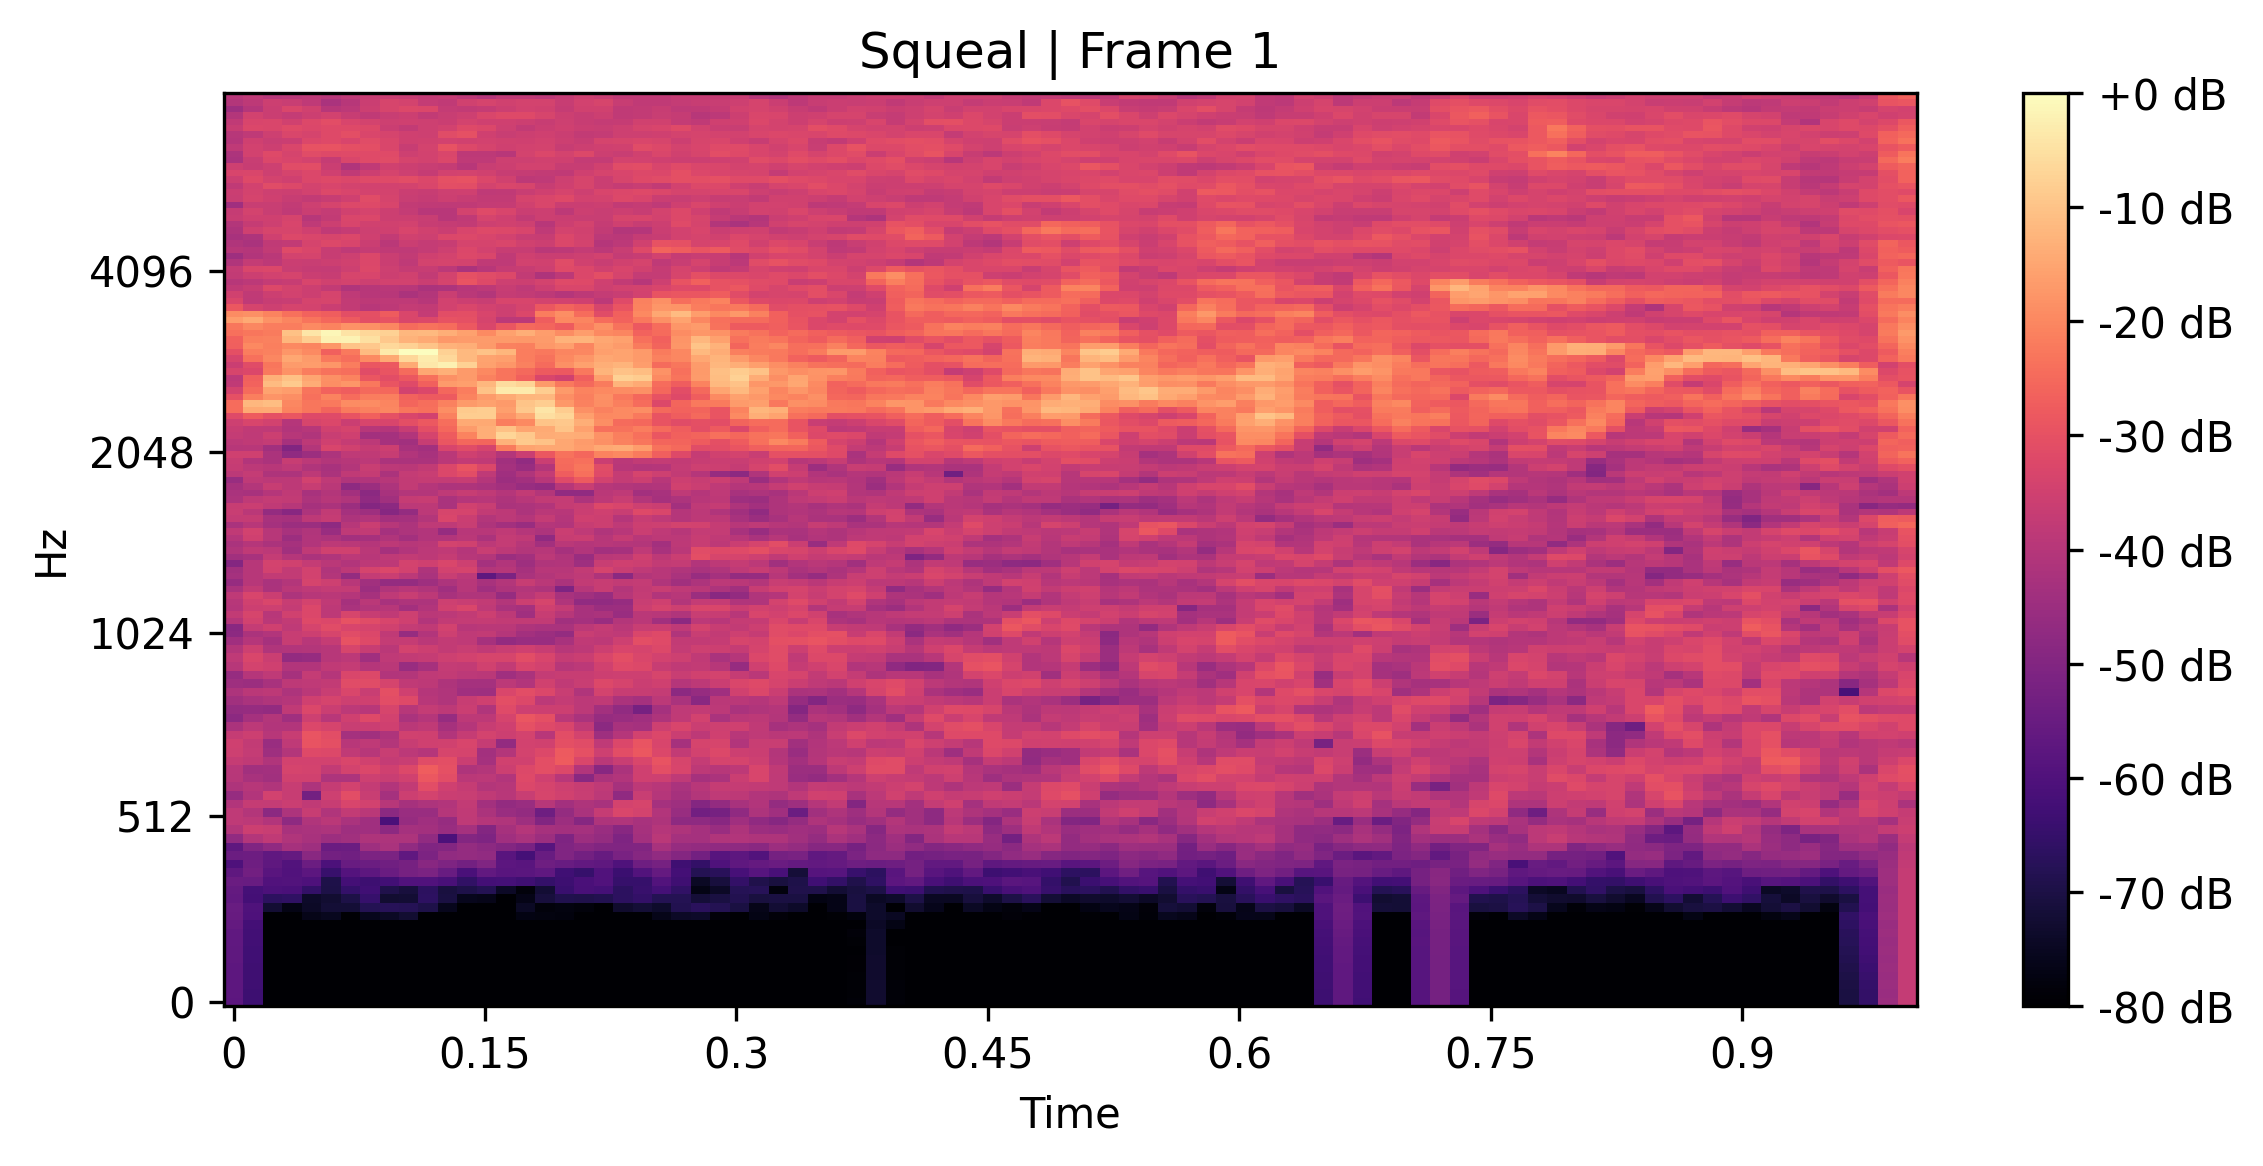 Squeal | Frame 1
Hz
4096
2048
1024
512
0
0 0.15 0.3 0.45 0.6 0.75 0.9
Time
+0 dB
-10 dB
-20 dB
-30 dB
-40 dB
-50 dB
-60 dB
-70 dB
-80 dB